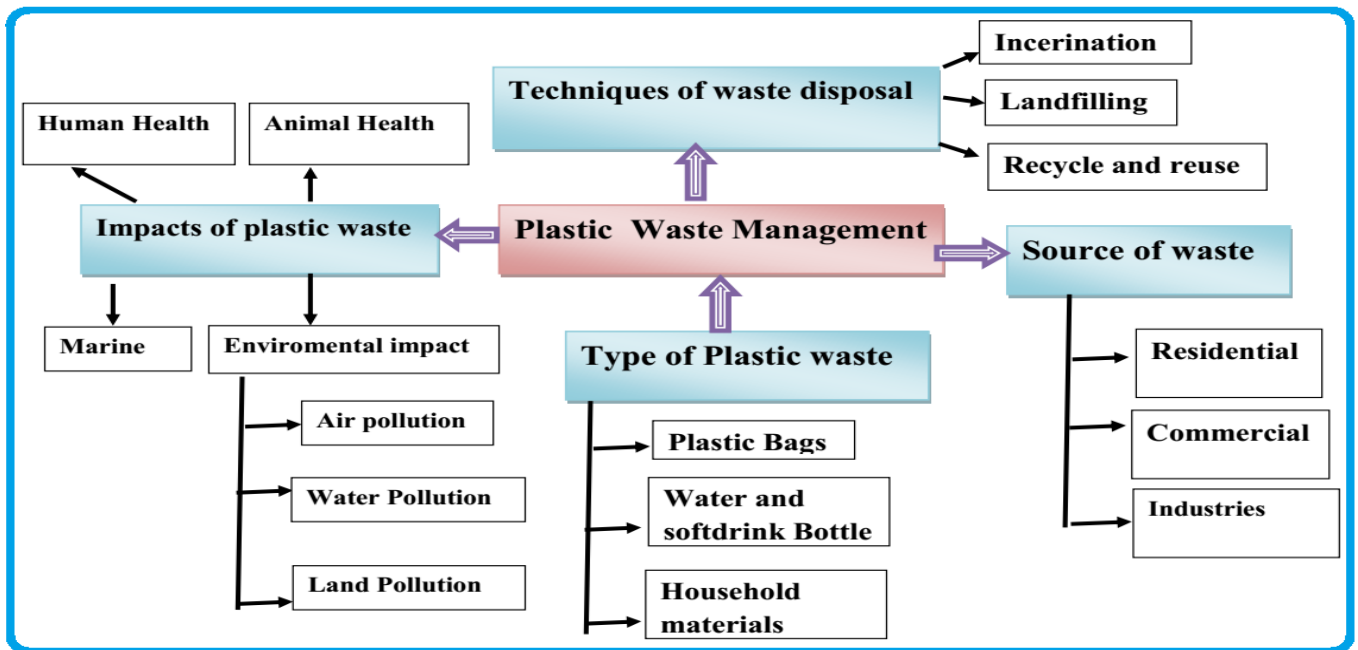 Incerination
Techniques of waste disposal
Landfilling
Recycle and reuse
Human Health
Animal Health
Impacts of plastic waste
Plastic Waste Management
Source of waste
Marine
Enviromental impact
Air pollution
Water Pollution
Land Pollution
Type of Plastic waste
Plastic Bags
Water and
softdrink Bottle
Household
materials
Residential
Commercial
Industries